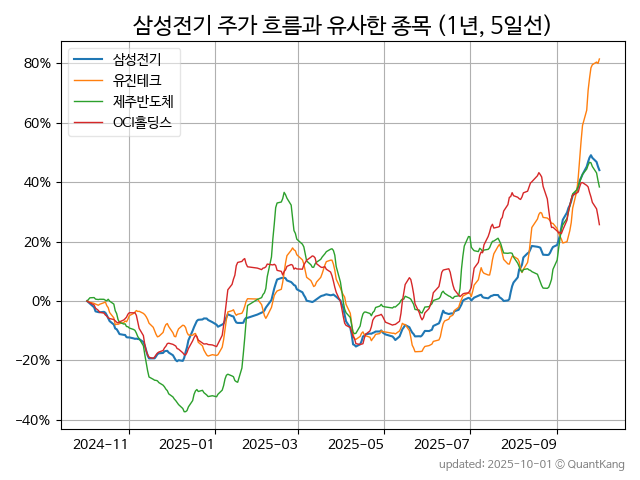 삼성전기 주가 흐름과 유사한 종목 (1년, 5일선)
삼성전기
유진테크
제주반도체
OCI홀딩스
80%
60%
40%
20%
0%
−20%
−40%
2024−11
2025−01
2025−03
2025−05
2025−07
2025−09
updated: 2025-10-01 © QuantKang